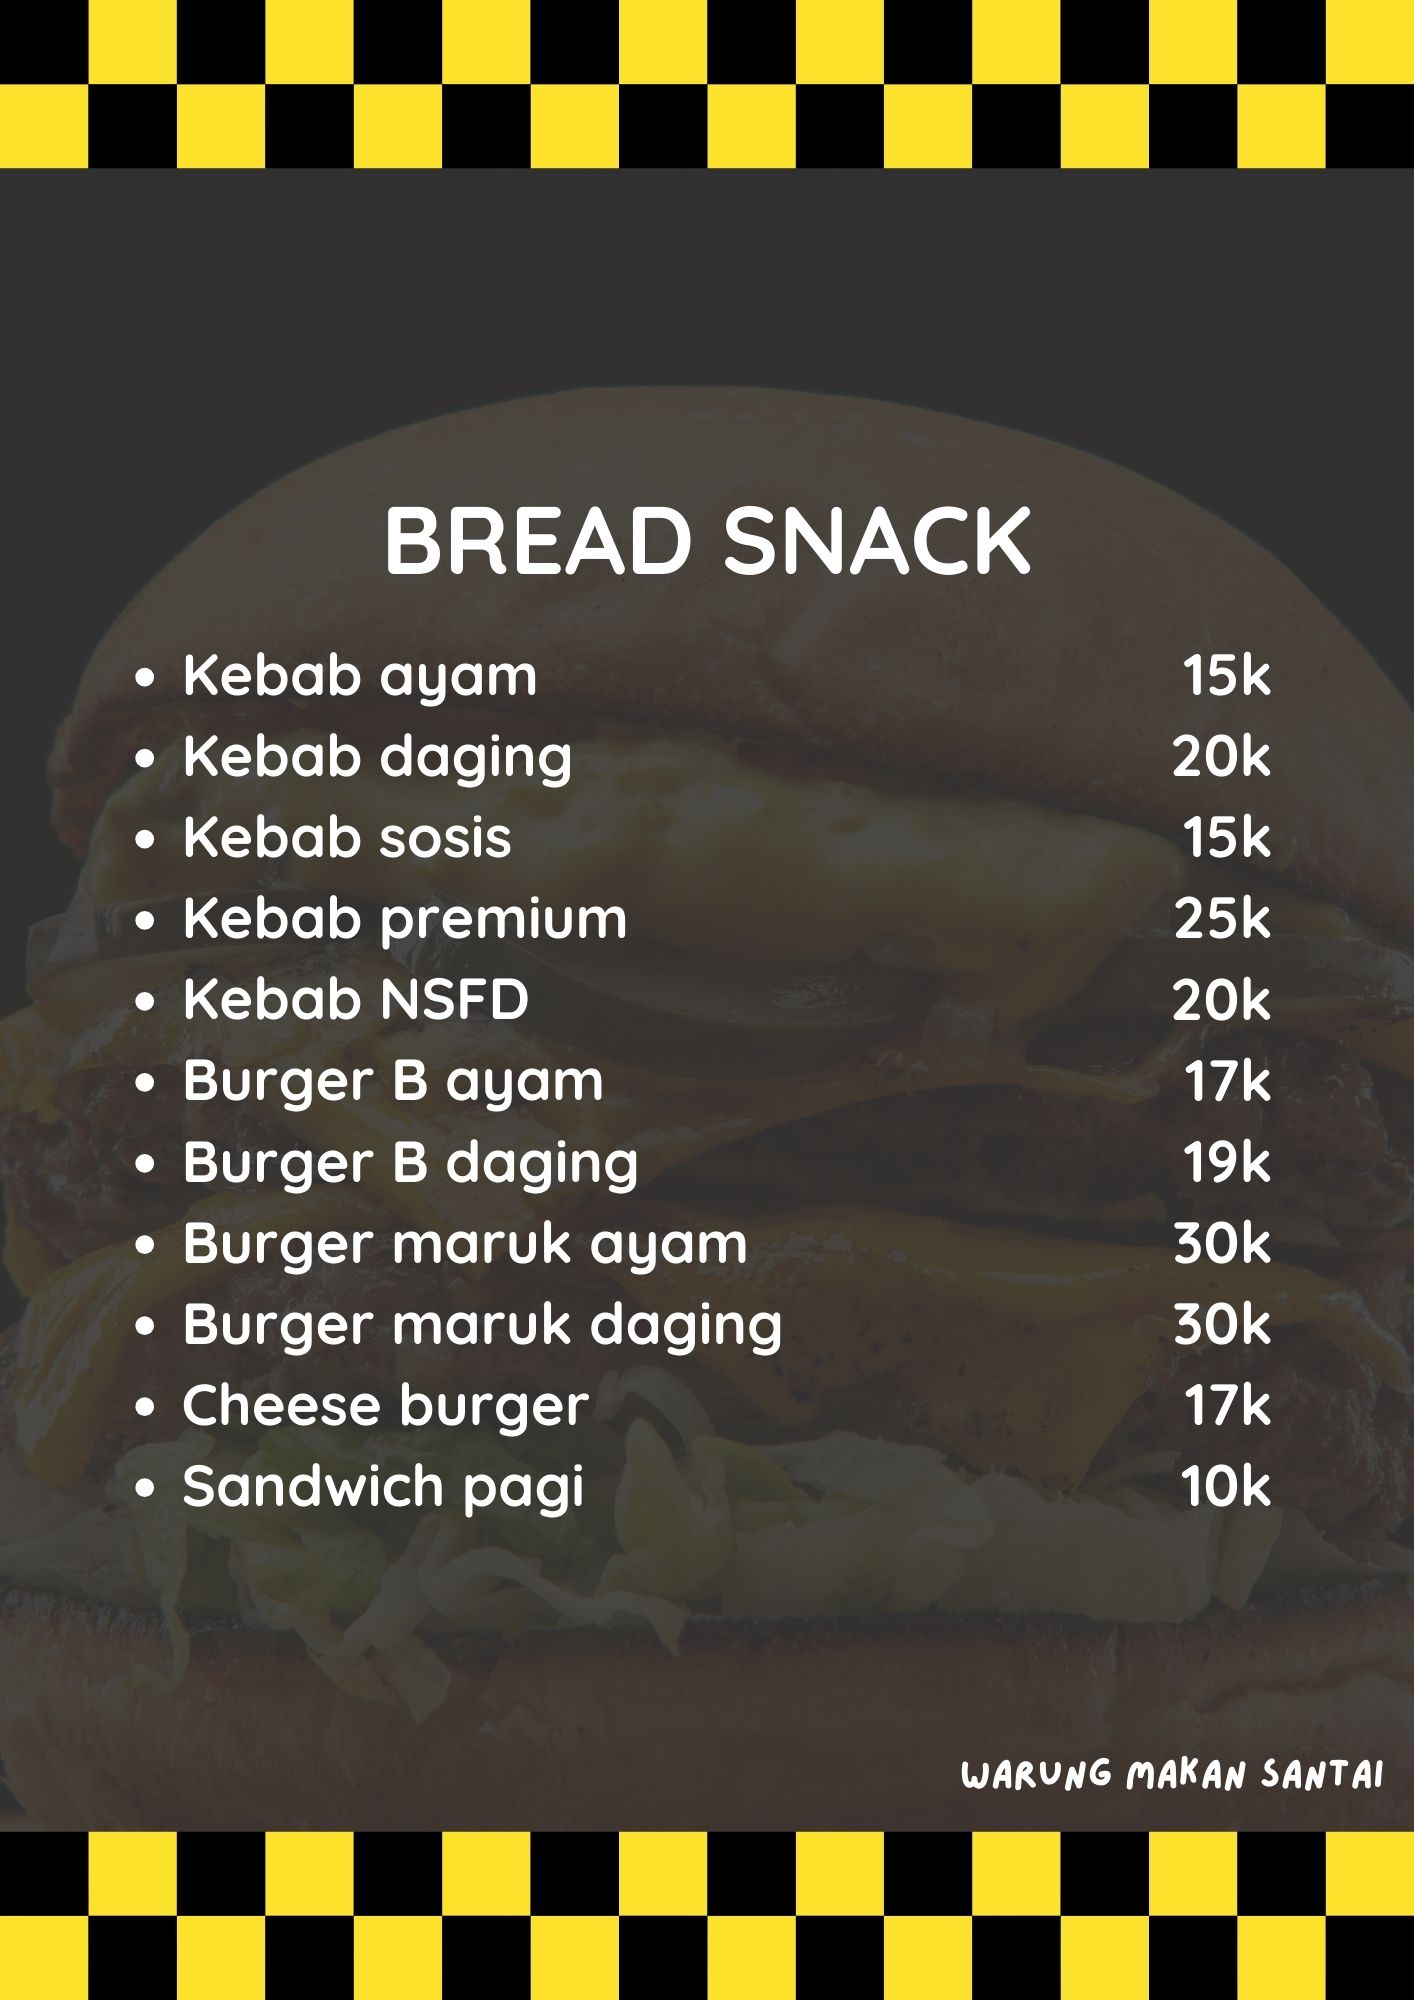 BREAD SNACK
• Kebab ayam 15k
• Kebab daging 20k
• Kebab sosis 15k
• Kebab premium 25k
• Kebab NSFD 20k
• Burger B ayam 17k
• Burger B daging 19k
• Burger maruk ayam 30k
• Burger maruk daging 30k
• Cheese burger 17k
• Sandwich pagi 10k
WARUNG MAKAN SANTAI